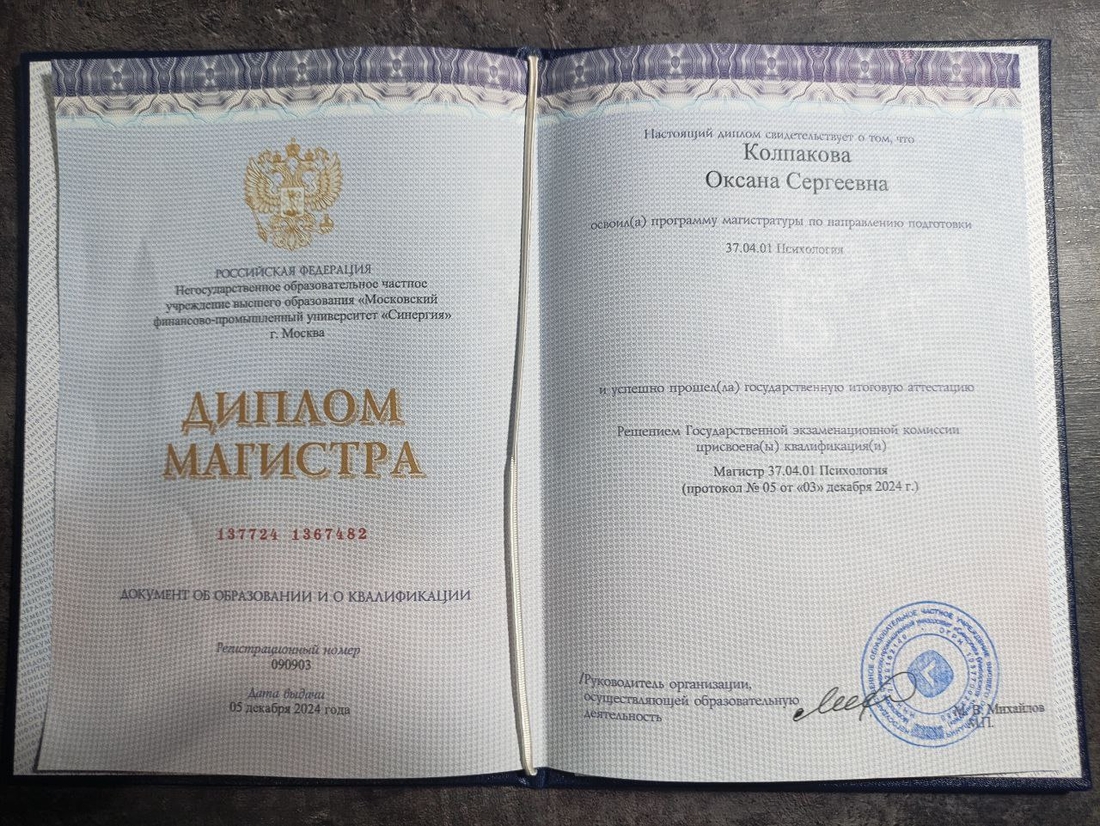 РОССИЙСКАЯ ФЕДЕРАЦИЯ
Негосударственное образовательное частное
учреждение высшего образования «Московский
финансово-промышленный университет «Синергия»
г. Москва
ДИПЛОМ
МАГИСТРА
137724 1367482
ДОКУМЕНТ ОБ ОБРАЗОВАНИИ И О КВАЛИФИКАЦИИ
Регистрационный номер
090903
Дата выдачи
05 декабря 2024 года
Настоящий диплом свидетельствует о том, что
Колпакова
Оксана Сергеевна
освоил(а) программу магистратуры по направлению подготовки
37.04.01 Психология
и успешно прошел(ла) государственную итоговую аттестацию
Решением Государственной экзаменационной комиссии
присвоена(ы) квалификация(и)
Магистр 37.04.01 Психология
(протокол № 05 от «03» декабря 2024 г.)
Руководитель организации,
осуществляющей образовательную
деятельность
М. В. Михайлов
М.П.